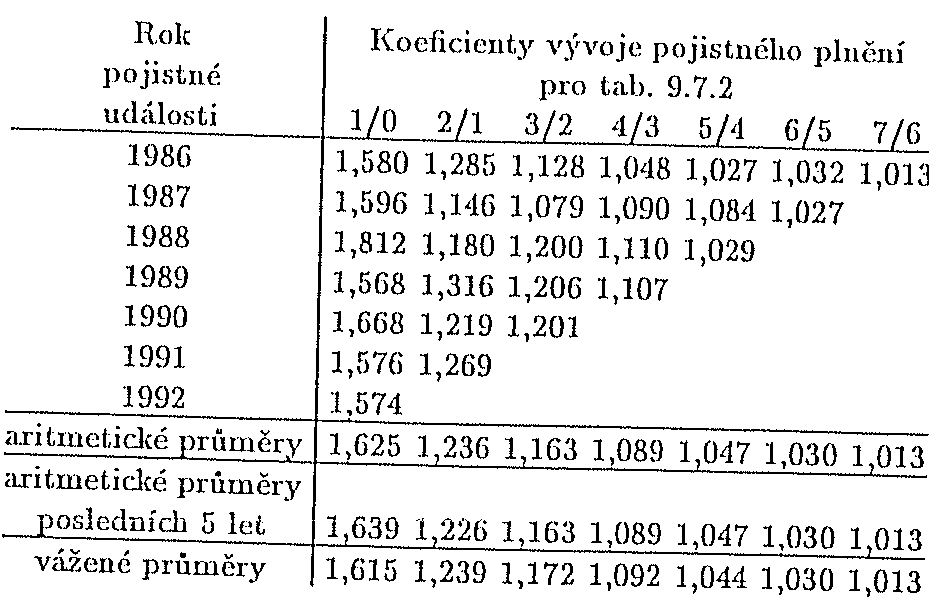 Rok Koeficienty vývoje pojistného plnění
pojistné pro tab. 9.7.2
události 1/0 2/1 3/2 4/3 5/4 6/5 7/6
1986 1,580 1,285 1,128 1,048 1,027 1,032 1,013
1987 1,596 1,146 1,079 1,090 1,084 1,027
1988 1,812 1,180 1,200 1,110 1,029
1989 1,568 1,316 1,206 1,107
1990 1,668 1,219 1,201
1991 1,576 1,269
1992 1,574
aritmetické průměry 1,625 1,236 1,163 1,089 1,047 1,030 1,013
aritmetické průměry
posledních 5 let 1,639 1,226 1,163 1,089 1,047 1,030 1,013
vážené průměry 1,615 1,239 1,172 1,092 1,044 1,030 1,013